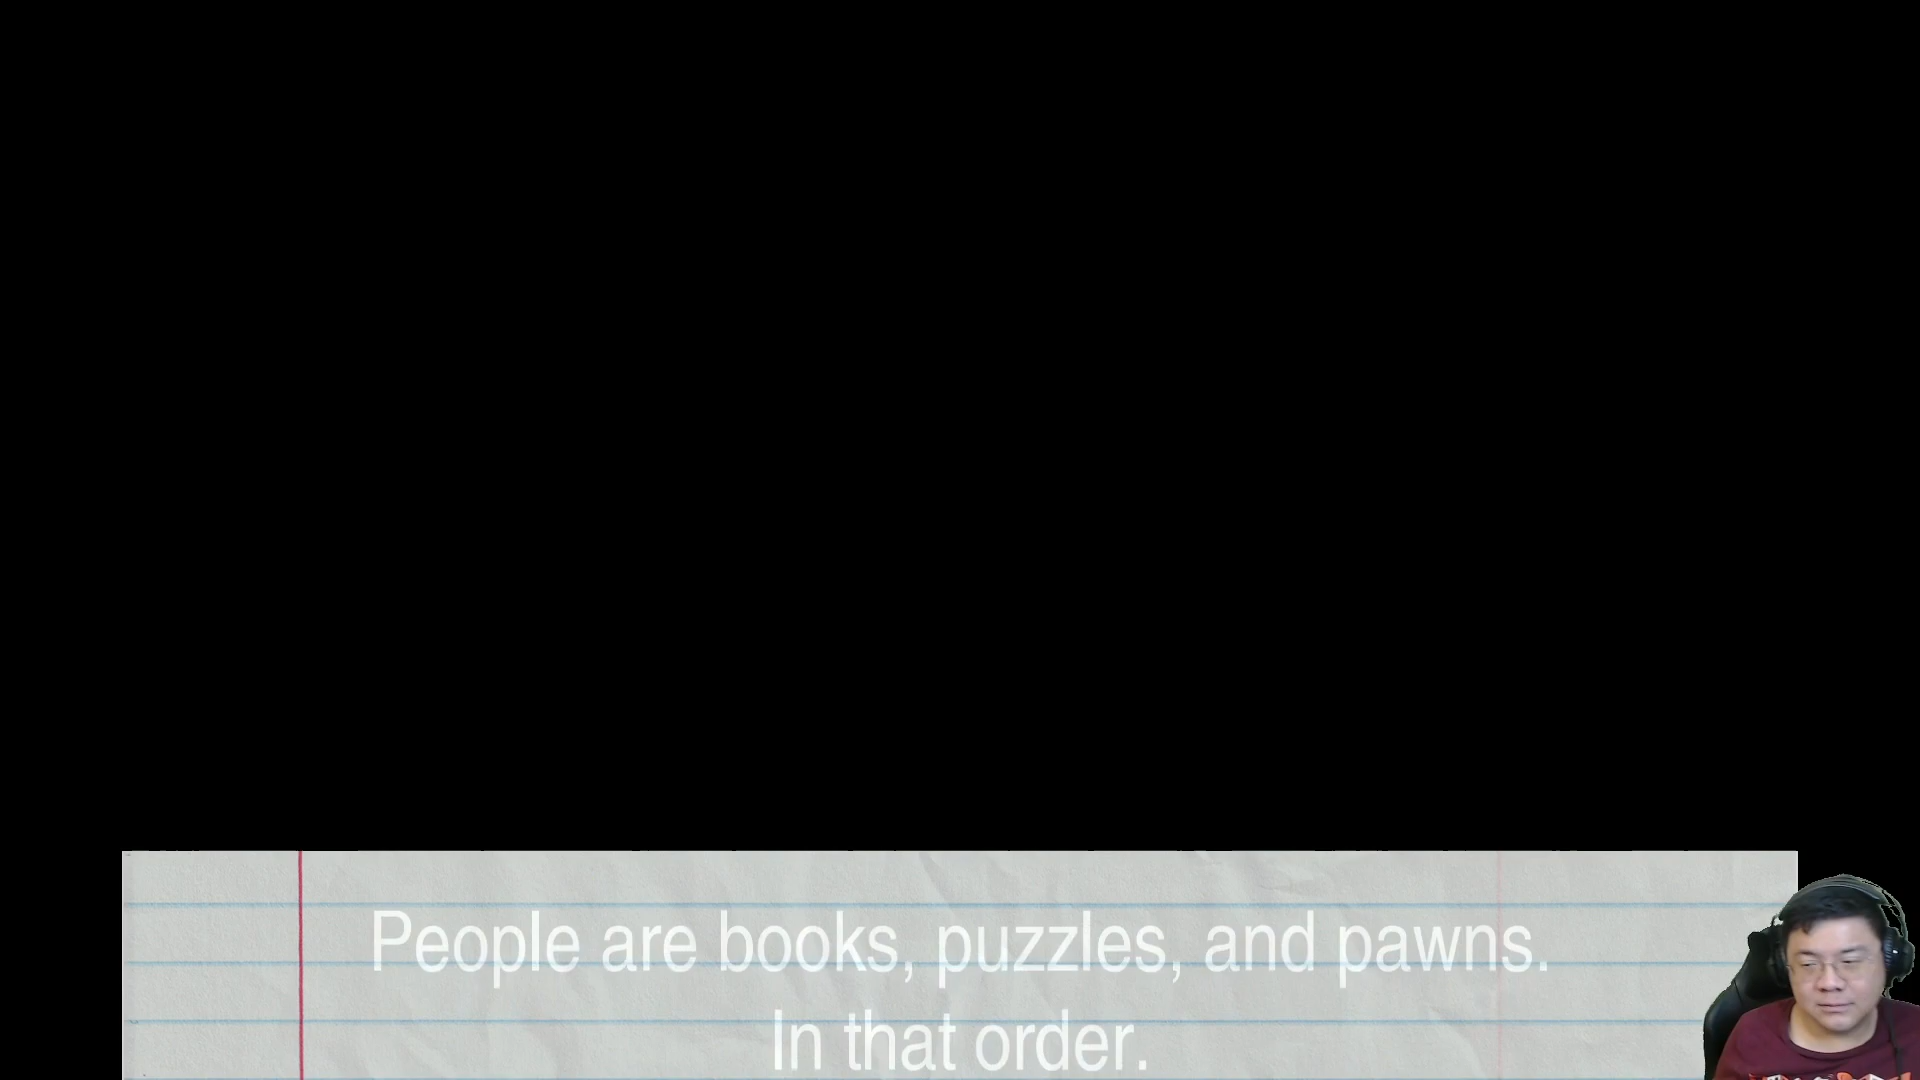 People are books, puzzles, and pawns.
In that order.